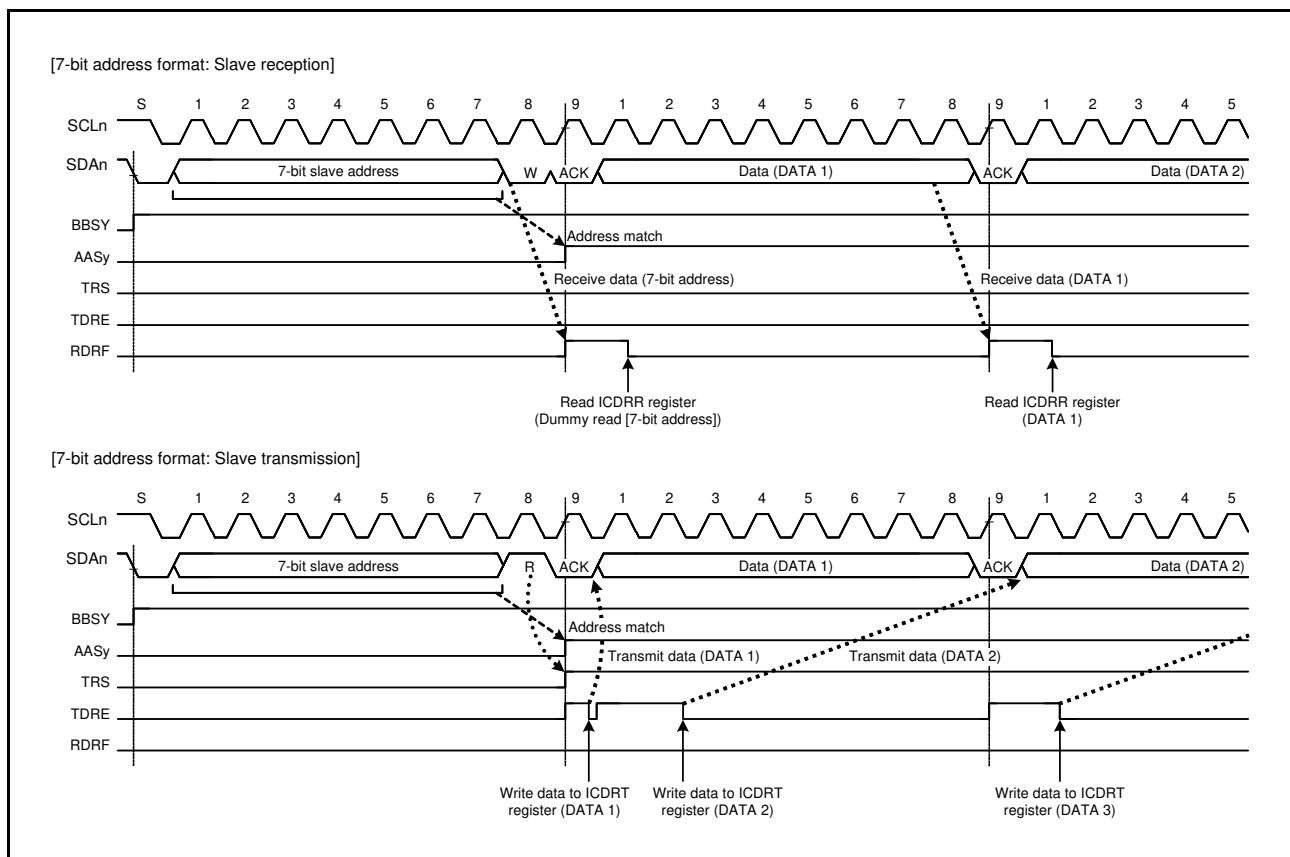 [7-bit address format: Slave reception]
S 1 2 3 4 5 6 7 8 9 1 2 3 4 5 6 7 8 9 1 2 3 4 5
SCLn
SDAn 7-bit slave address W ACK Data (DATA 1) ACK Data (DATA 2)
BBSY
Address match
AASy
Receive data (7-bit address) Receive data (DATA 1)
TRS
TDRE
RDRF
Read ICDRR register Read ICDRR register
(Dummy read [7-bit address]) (DATA 1)
[7-bit address format: Slave transmission]
S 1 2 3 4 5 6 7 8 9 1 2 3 4 5 6 7 8 9 1 2 3 4 5
SCLn
SDAn 7-bit slave address R ACK Data (DATA 1) ACK Data (DATA 2)
BBSY
Address match
AASy
Transmit data (DATA 1) Transmit data (DATA 2)
TRS
TDRE
RDRF
Write data to ICDRT Write data to ICDRT Write data to ICDRT
register (DATA 1) register (DATA 2) register (DATA 3)